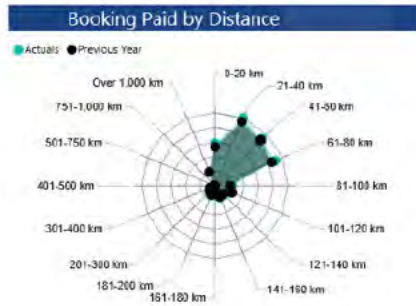 Booking Paid by Distance
Actuals Previous Year
0-20 km
Over 1,000 km
21-40 km
751-1,000 km
41-60 km
501-750 km
61-80 km
401-500 km
81-100 km
301-400 km
101-120 km
201-300 km
121-140 km
181-200 km
141-160 km
161-180 km